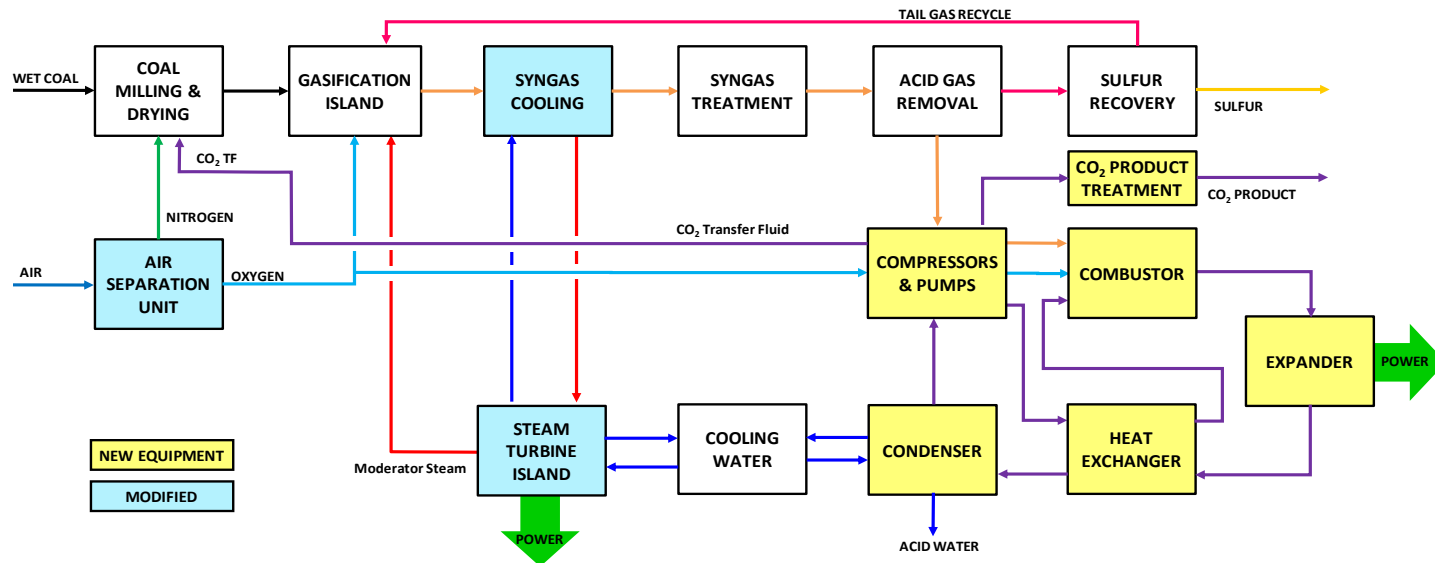 TAIL GAS RECYCLE
WET COAL
COAL
MILLING &
DRYING
GASIFICATION
ISLAND
SYNGAS
COOLING
SYNGAS
TREATMENT
ACID GAS
REMOVAL
SULFUR
RECOVERY
SULFUR
CO₂ TF
CO₂ PRODUCT
TREATMENT
CO₂ PRODUCT
NITROGEN
CO₂ Transfer Fluid
AIR
AIR
SEPARATION
UNIT
OXYGEN
COMPRESSORS
& PUMPS
COMBUSTOR
EXPANDER
POWER
NEW EQUIPMENT
MODIFIED
Moderator Steam
STEAM
TURBINE
ISLAND
COOLING
WATER
CONDENSER
HEAT
EXCHANGER
POWER
ACID WATER